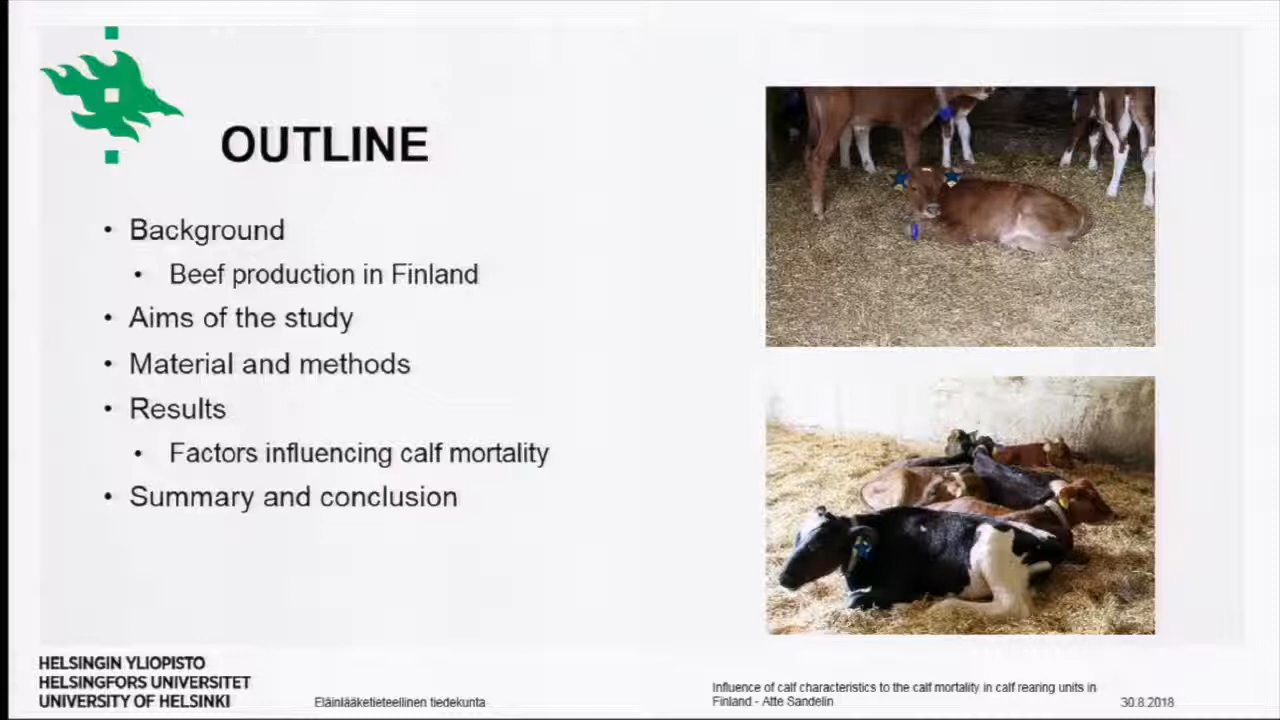 OUTLINE
• Background
• Beef production in Finland
• Aims of the study
• Material and methods
• Results
• Factors influencing calf mortality
• Summary and conclusion
HELSINGIN YLIOPISTO
HELSINGFORS UNIVERSITET
UNIVERSITY OF HELSINKI
Eläinlääketieteellinen tiedekunta
Influence of calf characteristics to the calf mortality in calf rearing units in
Finland - Atte Sandelin
30.8.2018